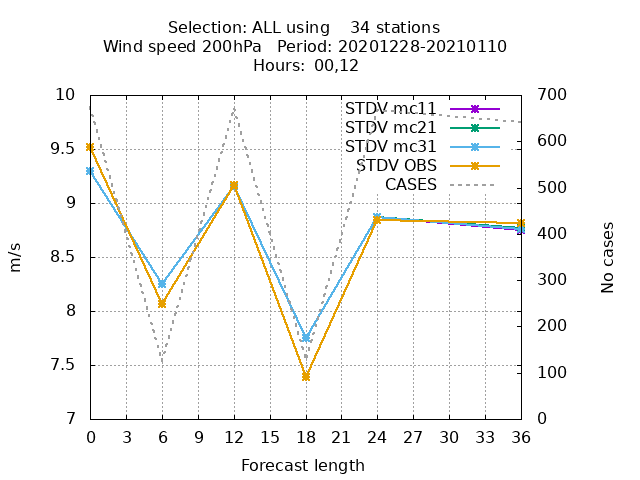 Selection: ALL using    34 stations
Wind speed 200hPa   Period: 20201228-20210110
Hours:  00,12
10
9.5
9
8.5
8
7.5
7
700
600
500
400
300
200
100
0
STDV mc11
STDV mc21
STDV mc31
STDV OBS
CASES
m/s
No cases
0 3 6 9 12 15 18 21 24 27 30 33 36
Forecast length